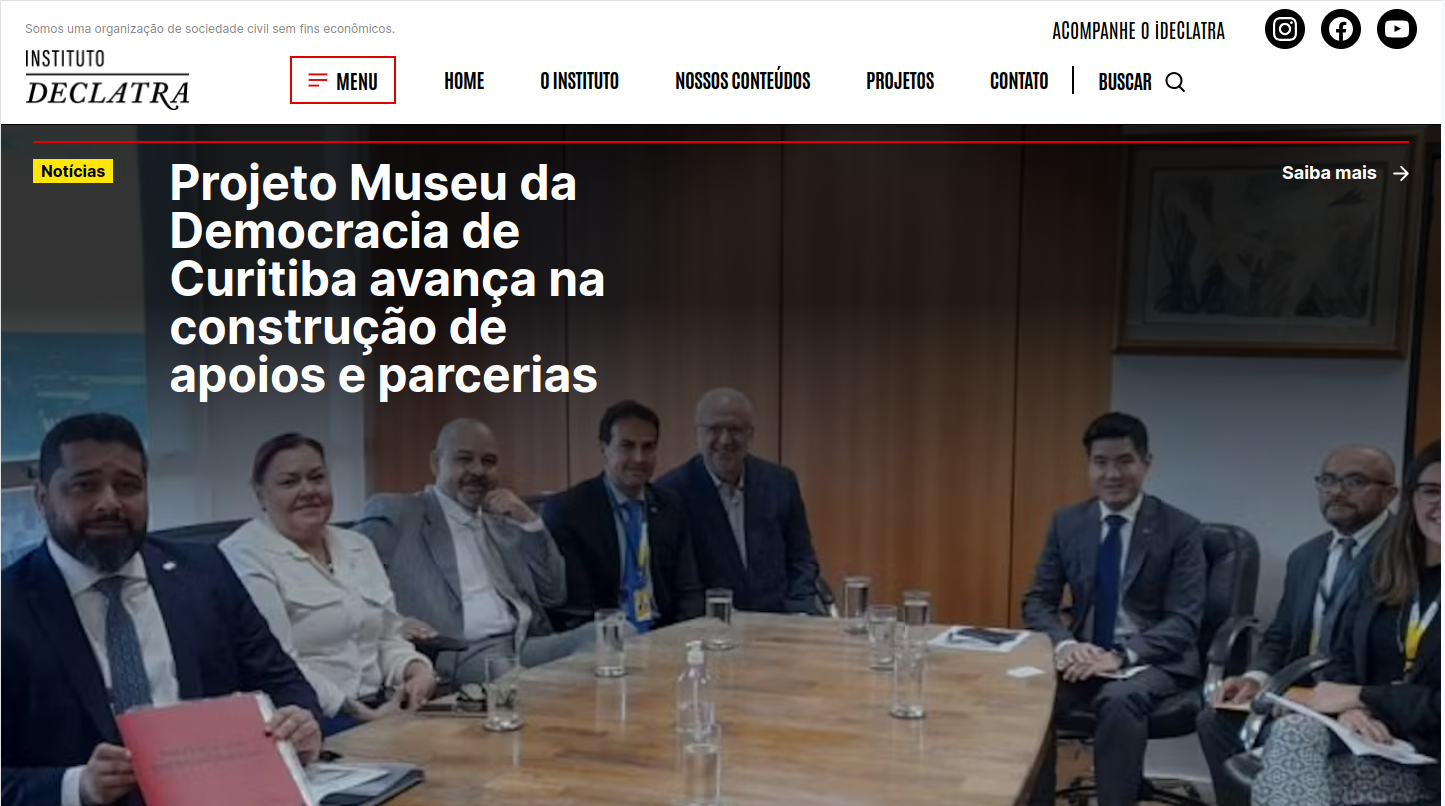 Somos uma organização de sociedade civil sem fins econômicos.
ACOMPANHE O iDECLATRA
INSTITUTO
DECLATRA
MENU
HOME
O INSTITUTO
NOSSOS CONTEÚDOS
PROJETOS
CONTATO
BUSCAR
Notícias
Projeto Museu da
Democracia de
Curitiba avança na
construção de
apoios e parcerias
Saiba mais